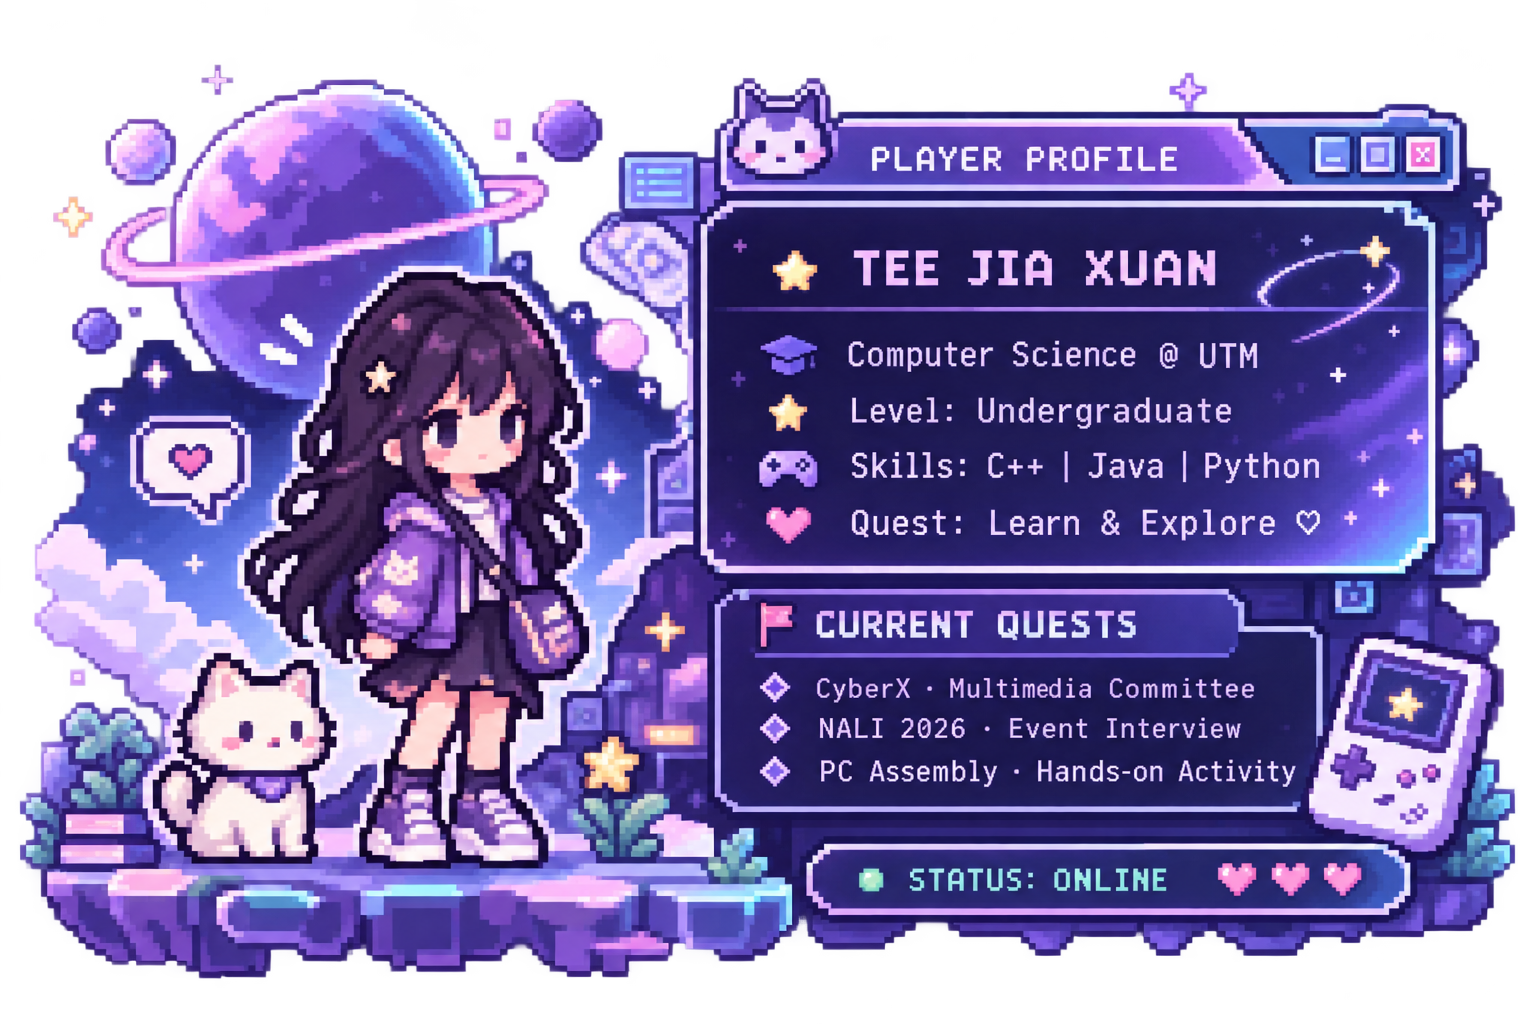 PLAYER PROFILE
TEE JIA XUAN
Computer Science @ UTM
Level: Undergraduate
Skills: C++ | Java | Python
Quest: Learn & Explore ♡
CURRENT QUESTS
CyberX · Multimedia Committee
NALI 2026 · Event Interview
PC Assembly · Hands-on Activity
STATUS: ONLINE